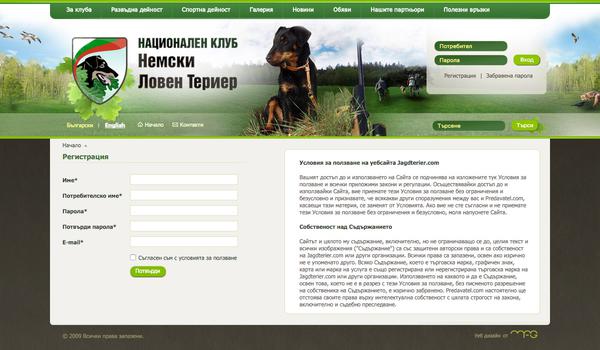 За клуба
Развъдна дейност
Спортна дейност
Галерия
Новини
Обяви
Нашите партньори
Полезни връзки
НАЦИОНАЛЕН КЛУБ
Немски
Ловен Териер
Потребител
Парола
Вход
Регистрация | Забравена парола
Български | English
Начало
Контакти
Търсене
Търси
Начало »
Регистрация
Име*
Потребителско име*
Парола*
Потвърди парола*
E-mail*
Съгласен съм с условията за ползване
Потвърди
Условия за ползване на уебсайта Jagdterier.com
Вашият достъп до и използването на Сайта се подчинява на изложените тук Условия за
ползване и всички приложими закони и регулации. Осъществявайки достъп до и
използвайки Сайта, вие приемате тези Условия за ползване без ограничения и
безусловно и признавате, че всякакви други споразумения между вас и Predavatel.com,
касаещи тази материя, се заменят от Условията. Ако вие не сте съгласни и не приемате
тези Условия за ползване без ограничения и безусловно, моля напуснете Сайта.
Собственост над Съдържанието
Сайтът и цялото му съдържание, включително, но не ограничаващо се до, целия текст и
всички изображения ("Съдържание") са със защитени авторски права и са собственост
на Jagdterier.com или други организации. Всички права са запазени, освен ако изрично
не е упоменато друго. Всяко Съдържание, което е търговска марка, графичен знак,
карта или марка на услуга е също регистрирана или нерегистрирана търговска марка на
Jagdterier.com или други организации. Използването на каквото и да е Съдържание,
освен това, което не е в разрез с тези Условия за ползване, без писменото разрешение
на собственика на Съдържанието, е изрично забранено. Predavatel.com настоятелно ще
отстоява своите права върху интелектуална собственост с цялата строгост на закона,
включително и съдебно преследване.
© 2009 Всички права запазени.
Уеб дизайн от